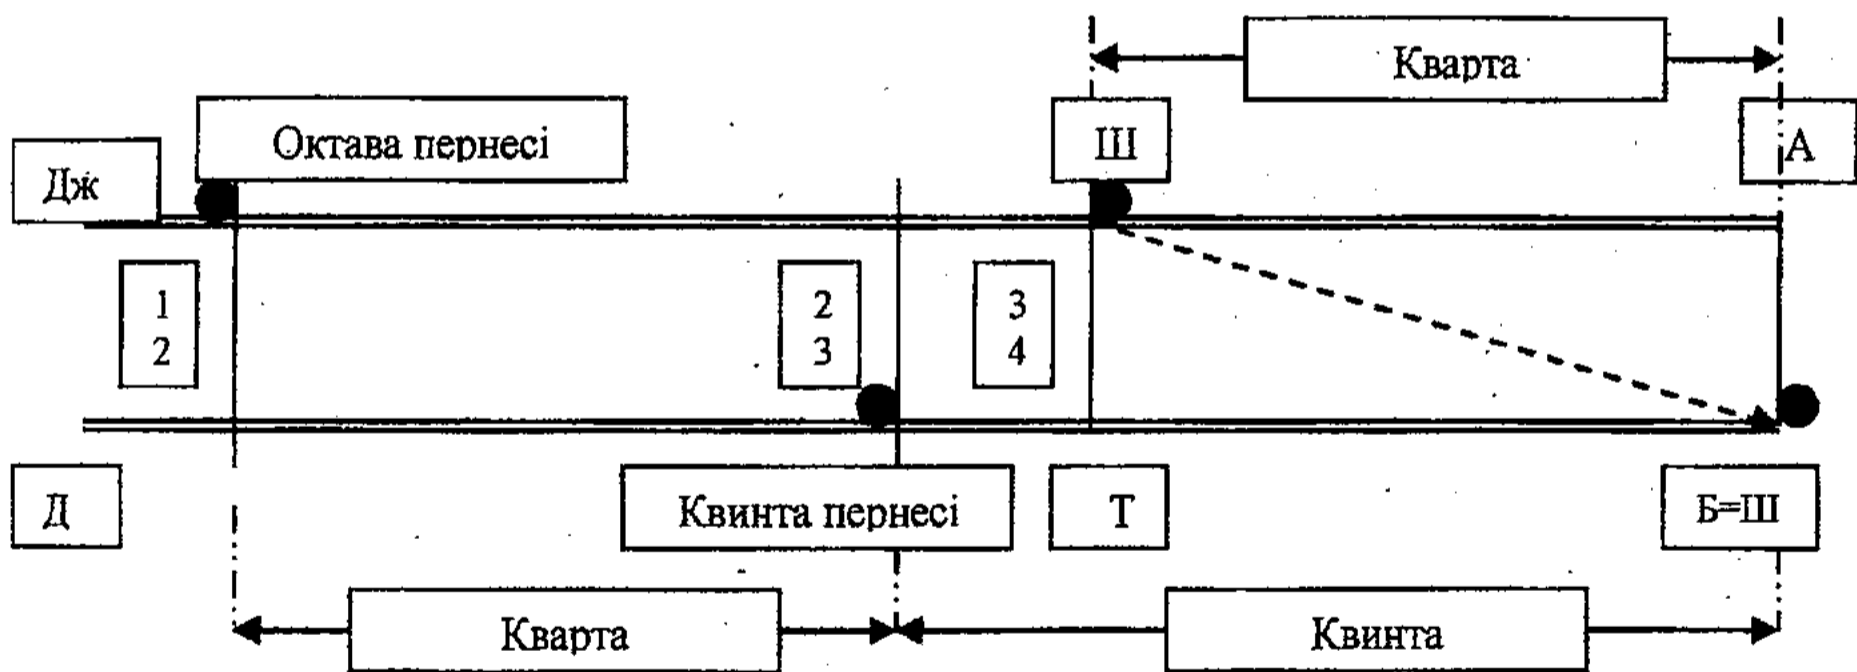 Кварта
Октава пернесі
Ш
А
Дж
1
2
2
3
3
4
Д
Квинта пернесі
Т
Б=Ш
Кварта
Квинта